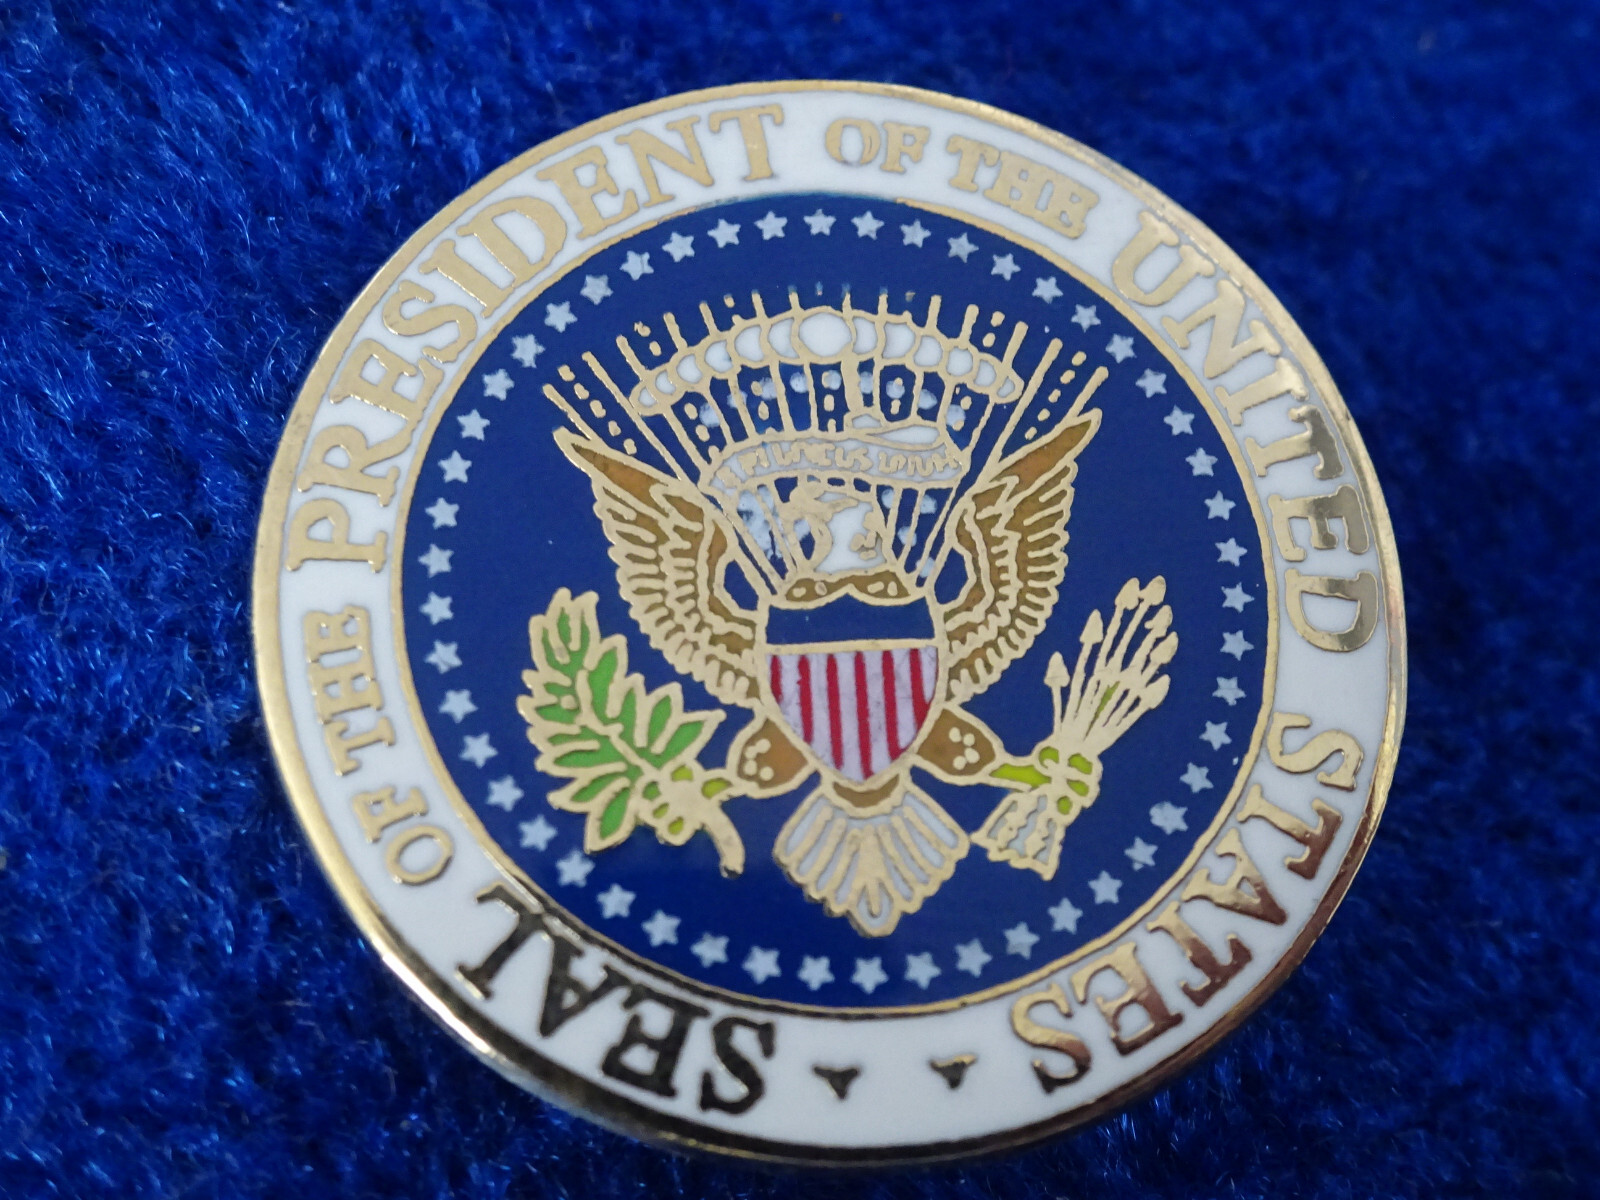 SEAL OF THE PRESIDENT OF THE UNITED STATES